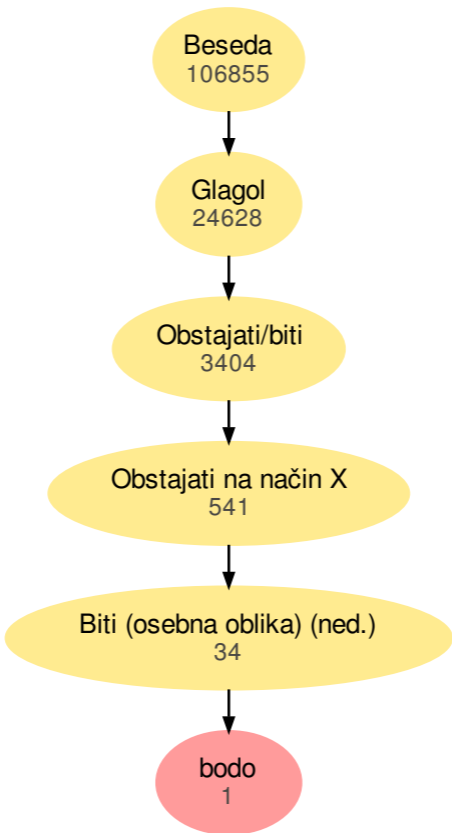 Beseda
106855
Glagol
24628
Obstajati/biti
3404
Obstajati na način X
541
Biti (osebna oblika) (ned.)
34
bodo
1